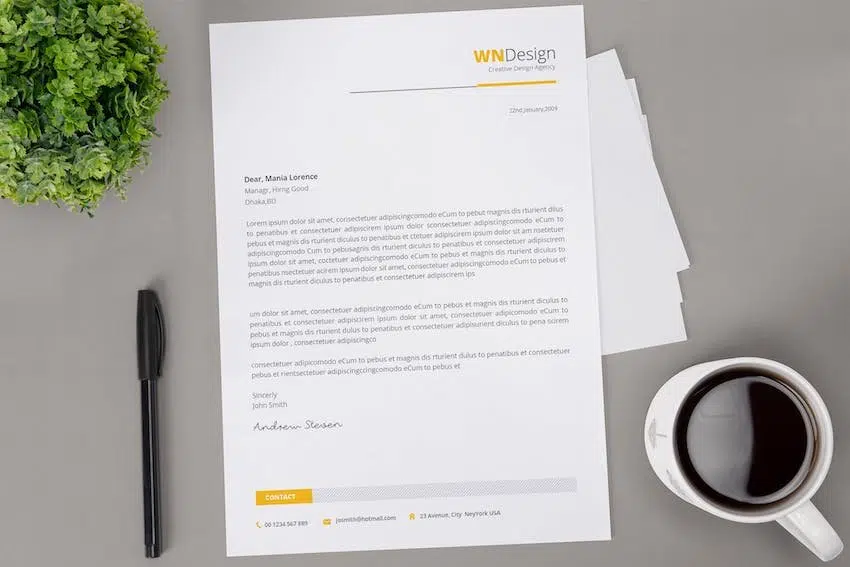 WNDesign
Creative Design Agency
22nd January,2009
Dear, Mania Lorence
Managr, Hirng Good
Dhaka,BD
Lorem ipsum dolor sit amet, consectetuer adipiscingcomodo eCum to pebut magnis dis rturient dilus
to penatibus et consectetuer adipiscirem ipsum dolor sconsectetuer adipiscingcomodo eCum to
pebus et magnis dis rturient diculus to penatibus et ctetuer adipiscirem ipsum dolor sit am nsetetuer
adipiscingcomodo Cum to pebusagnis dis rturient diculus to penatibus et consectetuer adipisctrem
ipsum dolor sit amet, coctetuer adipiscingcomodo eCum to pebus et magnis dis rturient diculus to
penatibus nsectetuer acirem ipsum dolor sit amet, consectetuer adipiscingcomodo eCum to pebus et
magnis dis rturient diculus to penatibus et consectetuer adipiscirem ips
um dolor sit amet, consectetuer adipiscingcomodo eCum to pebus et magnis dis rturient diculus to
penatibus et consectetuer adipiscirem ipsum dolor sit amet, consectetuer adipicomodo eCum to
pebus et magnis dis rturient dulus to penatibus et consectetuer adipisurient diculus to pena scirem
ipsum dolor , consectetuer adipiscingco
consectetuer adipicomodo eCum to pebus et magnis dis rturient diculus to penatibus et consectetuer
pebus et rientsectetuer adipiscingccingcomodo eCum to pebus et
Sincerly
John Smith
Andrew Steven
CONTACT
00 1234 567 889 Josmith@hotmail.com 23 Avenue, City NeyYork USA